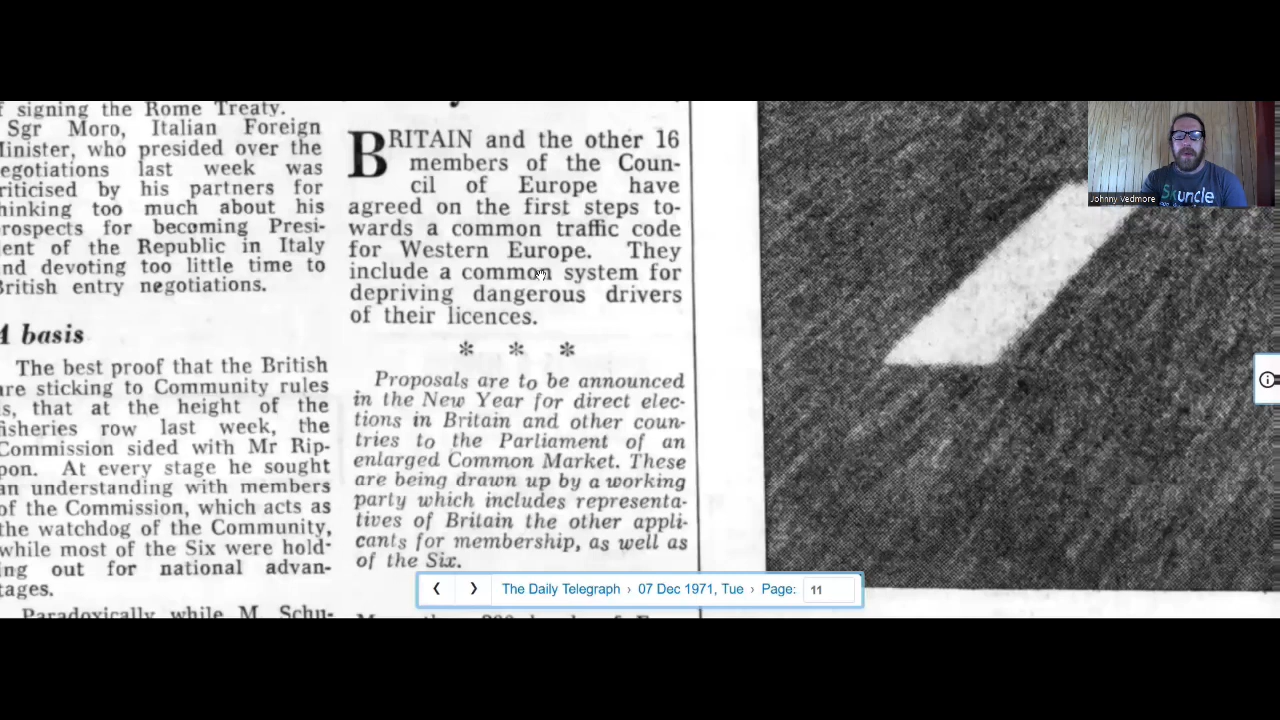 f signing the Rome Treaty.
Sgr Moro, Italian Foreign
inister, who presided over the
egotiations last week was
riticised by his partners for
hinking too much about his
rospects for becoming Presi-
ent of the Republic in Italy
nd devoting too little time to
ritish entry negotiations.
basis
The best proof that the British
are sticking to Community rules
s, that at the height of the
fisheries row last week, the
Commission sided with Mr Rip-
pon. At every stage he sought
an understanding with members
of the Commission, which acts as
the watchdog of the Community,
while most of the Six were hold-
ing out for national advan-
tages.
Paradoxically while M. Schu-
BRITAIN and the other 16
members of the Coun-
cil of Europe have
agreed on the first steps to-
wards a common traffic code
for Western Europe. They
include a common system for
depriving dangerous drivers
of their licences.
* * *
Proposals are to be announced
in the New Year for direct elec-
tions in Britain and other coun-
tries to the Parliament of an
enlarged Common Market. These
are being drawn up by a working
party which includes representa-
tives of Britain the other appli-
cants for membership, as well as
of the Six.
Johnny Vedmore
uncle
The Daily Telegraph › 07 Dec 1971, Tue › Page: 11